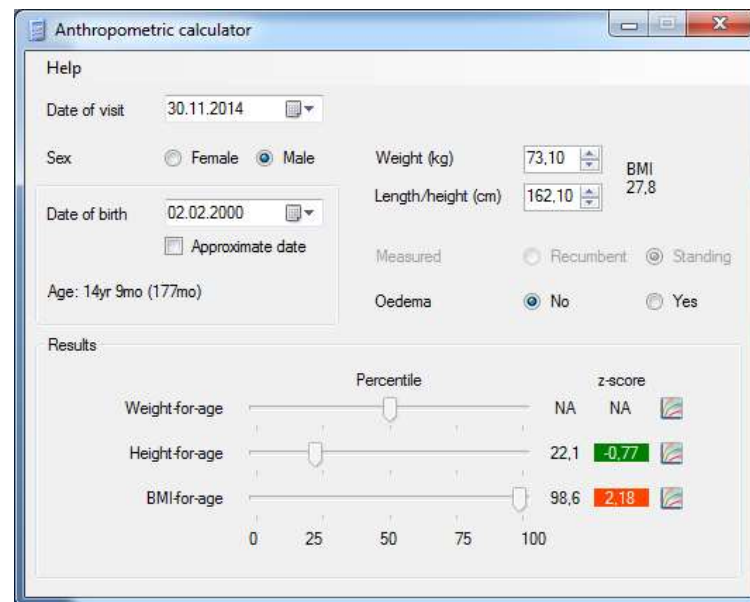 Anthropometric calculator
Help
Date of visit 30.11.2014
Sex Female Male
Date of birth 02.02.2000
Approximate date
Age: 14yr 9mo (177mo)
Weight (kg) 73,10
Length/height (cm) 162,10
BMI
27,8
Measured Recumbent Standing
Oedema No Yes
Results
Percentile z-score
Weight-for-age NA NA
Height-for-age 22,1 -0,77
BMI-for-age 98,6 2,18
0 25 50 75 100